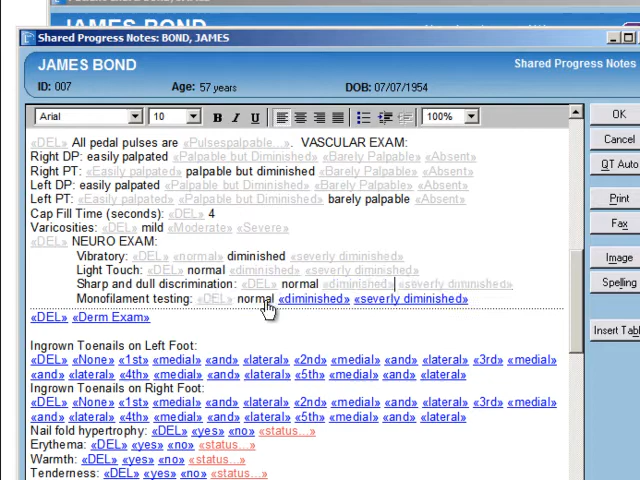 JAMES BOND
Shared Progress Notes: BOND, JAMES
JAMES BOND
Shared Progress Notes
ID: 007 Age: 57 years DOB: 07/07/1954
Arial 10 B I U 100%
OK
Cancel
QT Auto
Print
Fax
Image
Spelling
Insert Tabl
«DEL» All pedal pulses are «Pulsespalpable...». VASCULAR EXAM:
Right DP: easily palpated «Palpable but Diminished» «Barely Palpable» «Absent»
Right PT: «Easily palpated» palpable but diminished «Barely Palpable» «Absent»
Left DP: easily palpated «Palpable but Diminished» «Barely Palpable» «Absent»
Left PT: «Easily palpated» «Palpable but Diminished» barely palpable «Absent»
Cap Fill Time (seconds): «DEL» 4
Varicosities: «DEL» mild «Moderate» «Severe»
«DEL» NEURO EXAM:
Vibratory: «DEL» «normal» diminished «severly diminished»
Light Touch: «DEL» normal «diminished» «severly diminished»
Sharp and dull discrimination: «DEL» normal «diminished» «severly diminished»
Monofilament testing: «DEL» normal «diminished» «severly diminished»
«DEL» «Derm Exam»
Ingrown Toenails on Left Foot:
«DEL» «None» «1st» «medial» «and» «lateral» «2nd» «medial» «and» «lateral» «3rd» «medial»
«and» «lateral» «4th» «medial» «and» «lateral» «5th» «medial» «and» «lateral»
Ingrown Toenails on Right Foot:
«DEL» «None» «1st» «medial» «and» «lateral» «2nd» «medial» «and» «lateral» «3rd» «medial»
«and» «lateral» «4th» «medial» «and» «lateral» «5th» «medial» «and» «lateral»
Nail fold hypertrophy: «DEL» «yes» «no» «status...»
Erythema: «DEL» «yes» «no» «status...»
Warmth: «DEL» «yes» «no» «status...»
Tenderness: «DEL» «yes» «no» «status...»